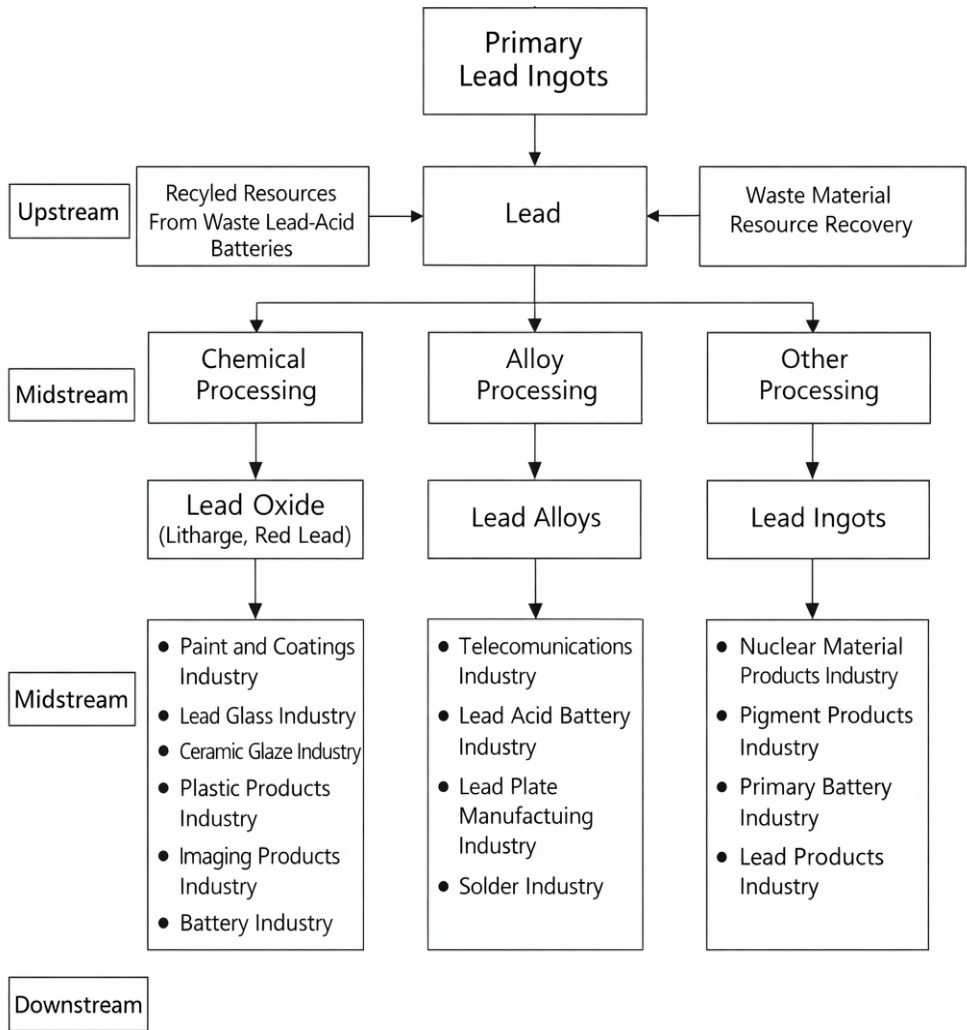 Primary
Lead Ingots
Upstream
Recyled Resources
From Waste Lead-Acid
Batteries
Lead
Waste Material
Resource Recovery
Midstream
Chemical
Processing
Alloy
Processing
Other
Processing
Lead Oxide
(Litharge, Red Lead)
Lead Alloys
Lead Ingots
Midstream
• Paint and Coatings
Industry
• Lead Glass Industry
• Ceramic Glaze Industry
• Plastic Products
Industry
• Imaging Products
Industry
• Battery Industry
• Telecomunications
Industry
• Lead Acid Battery
Industry
• Lead Plate
Manufactuing
Industry
• Solder Industry
• Nuclear Material
Products Industry
• Pigment Products
Industry
• Primary Battery
Industry
• Lead Products
Industry
Downstream